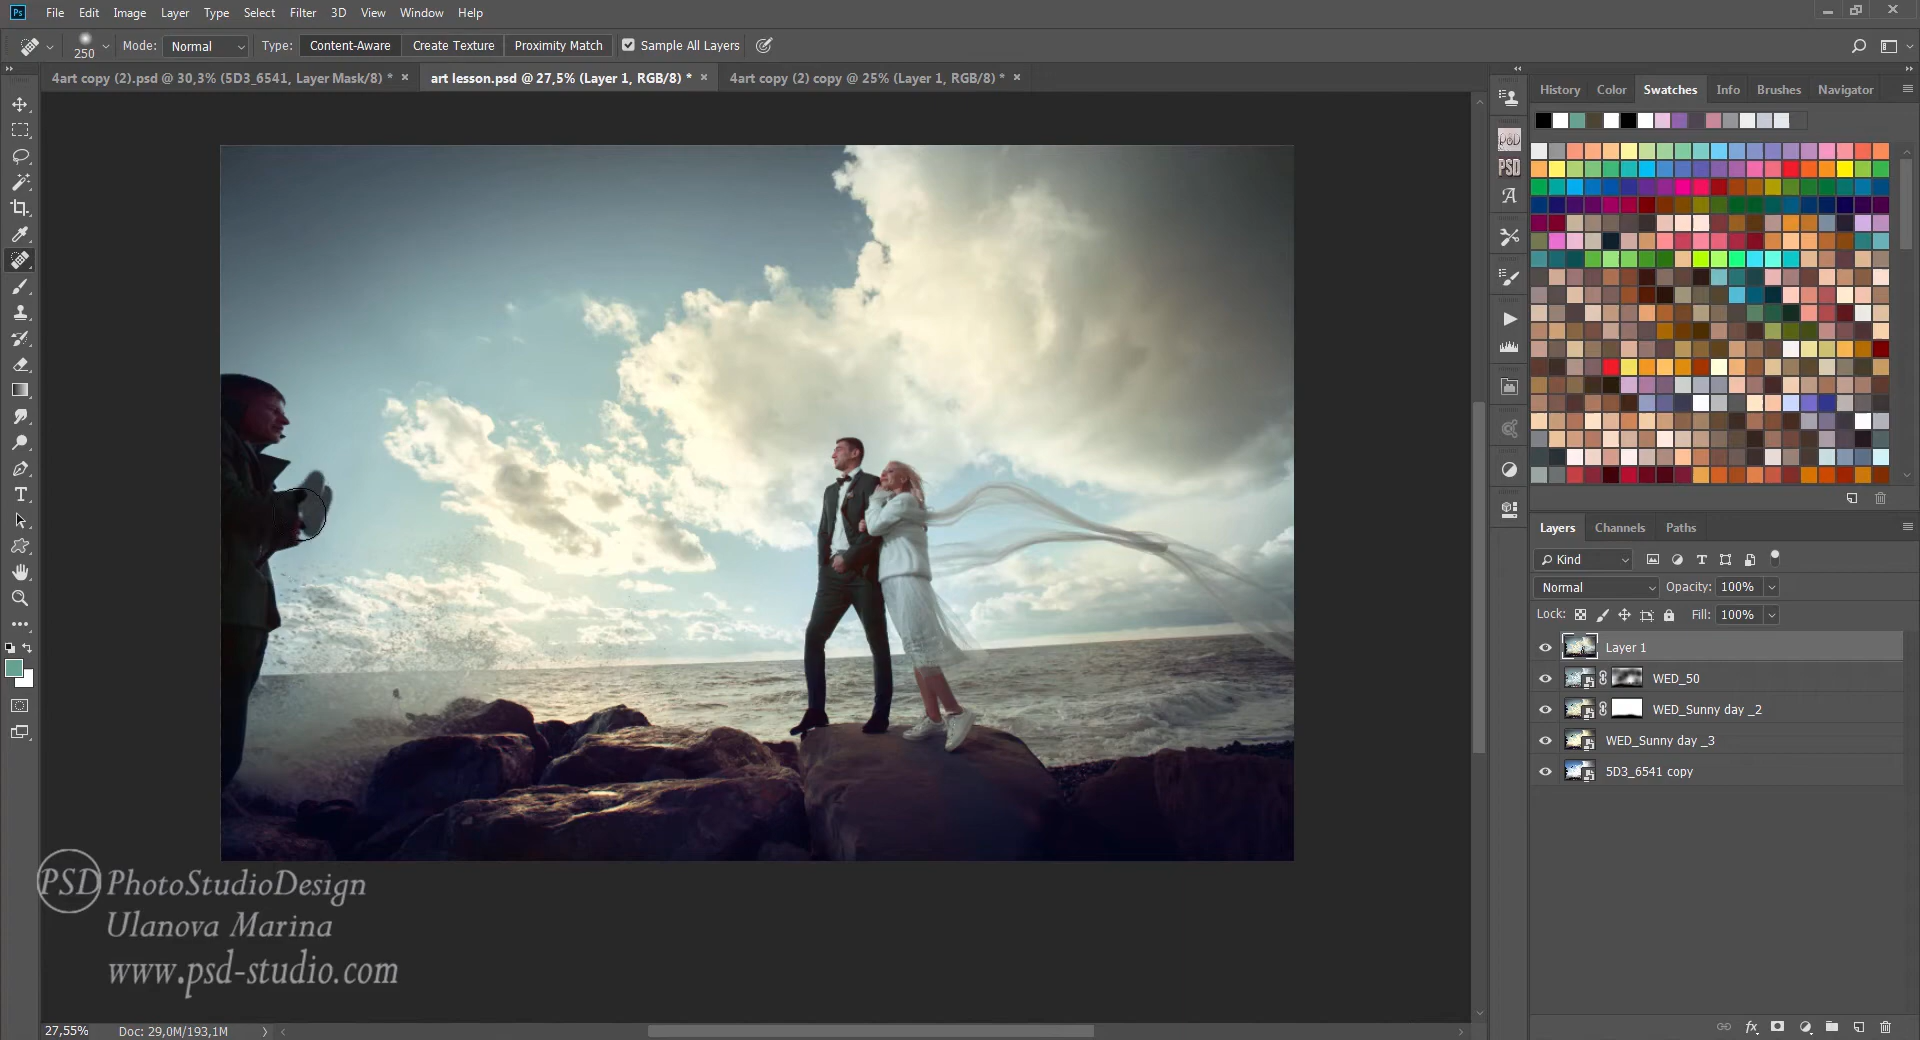 Ps File Edit Image Layer Type Select Filter 3D View Window Help
250 Mode: Normal Type: Content-Aware Create Texture Proximity Match Sample All Layers
4art copy (2).psd @ 30,3% (5D3_6541, Layer Mask/8) * × art lesson.psd @ 27,5% (Layer 1, RGB/8) * × 4art copy (2) copy @ 25% (Layer 1, RGB/8) * ×
History Color Swatches Info Brushes Navigator
PSD
Layers Channels Paths
Kind
Normal Opacity: 100%
Lock: Fill: 100%
Layer 1
WED_50
WED_Sunny day _2
WED_Sunny day _3
5D3_6541 copy
PSD PhotoStudioDesign
Ulanova Marina
www.psd-studio.com
27,55% Doc: 29,0M/193,1M
fx